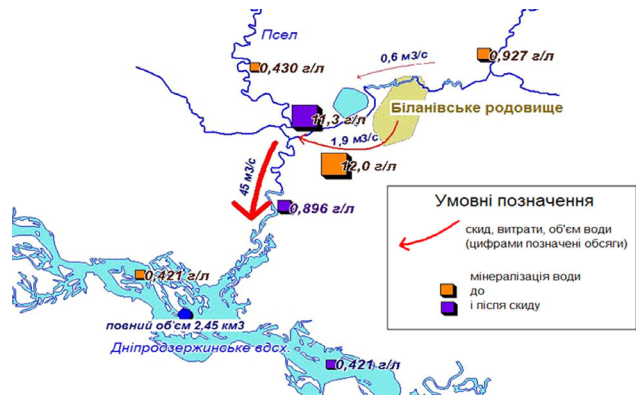 Псел
0,6 м3/с
0,927 г/л
0,430 г/л
Біланівське родовище
11,3 г/л
1,9 м3/с
12,0 г/л
45 м3/с
0,896 г/л
Умовні позначення
скид, витрати, об'єм води
(цифрами позначені обсяги)
мінералізація води
до
і після скиду
0,421 г/л
повний об'єм 2,45 км3
Дніпродзержинське вдсх.
0,421 г/л